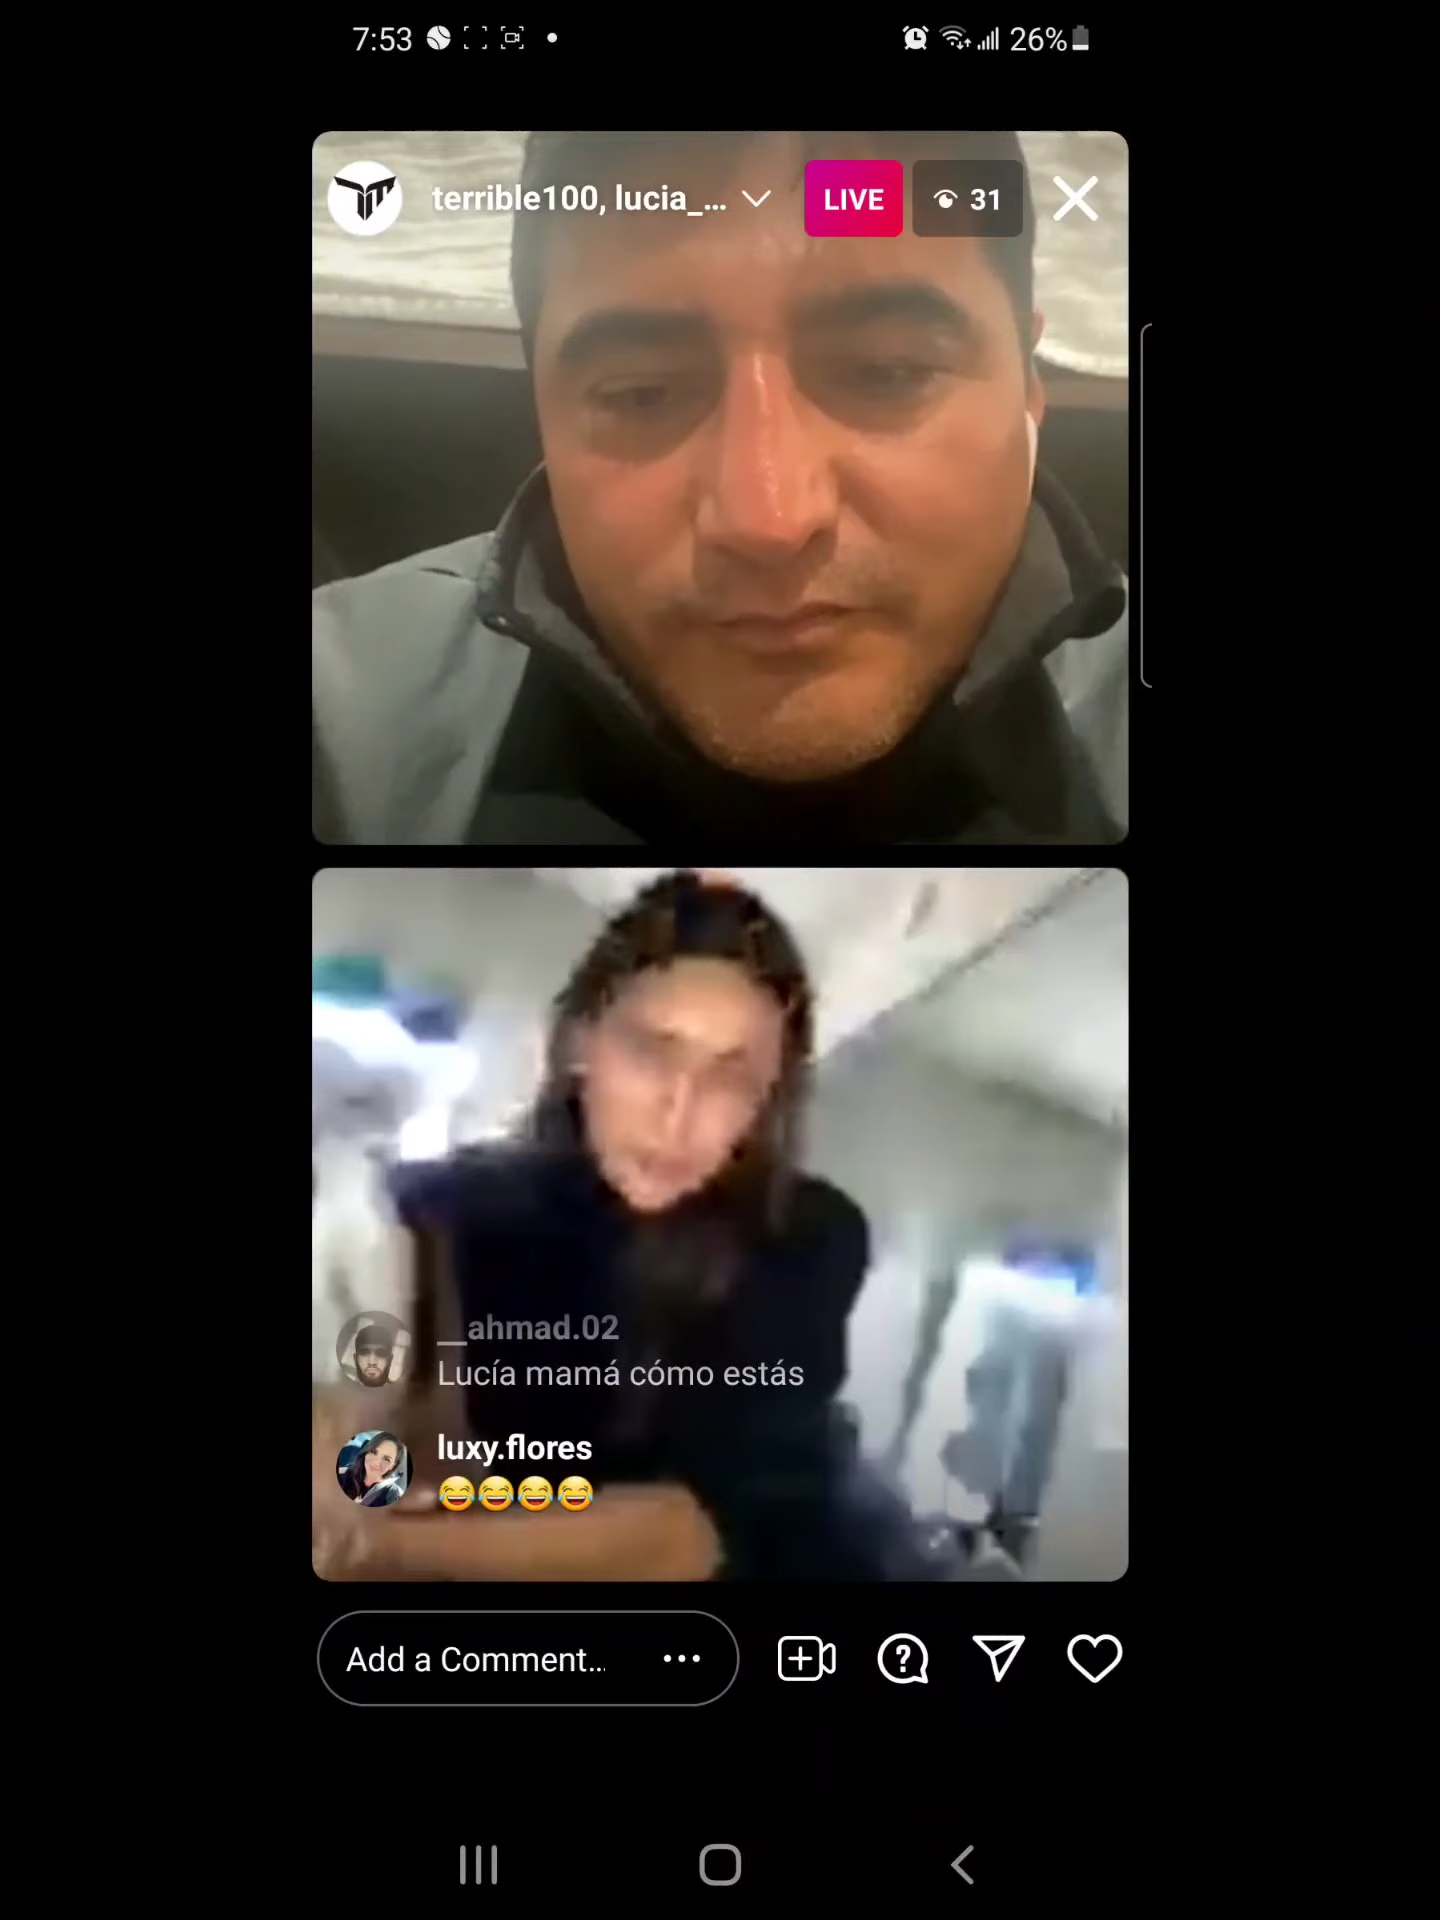 7:53
26%
terrible100, lucia_...
LIVE
31
__ahmad.02
Lucía mamá cómo estás
luxy.flores
😂😂😂😂
Add a Comment...